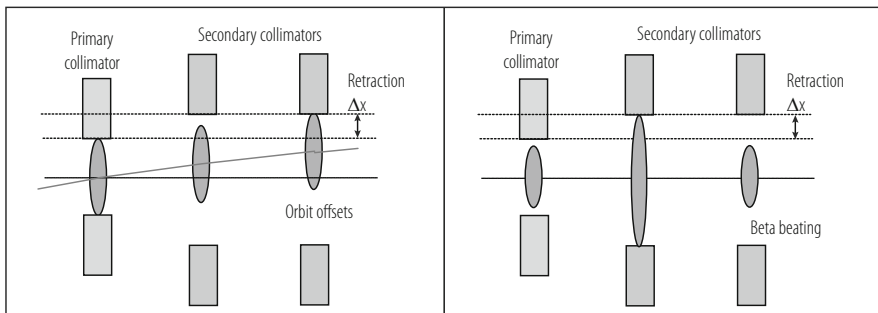 Primary
collimator
Secondary collimators
Retraction
Δx
Orbit offsets
Primary
collimator
Secondary collimators
Retraction
Δx
Beta beating